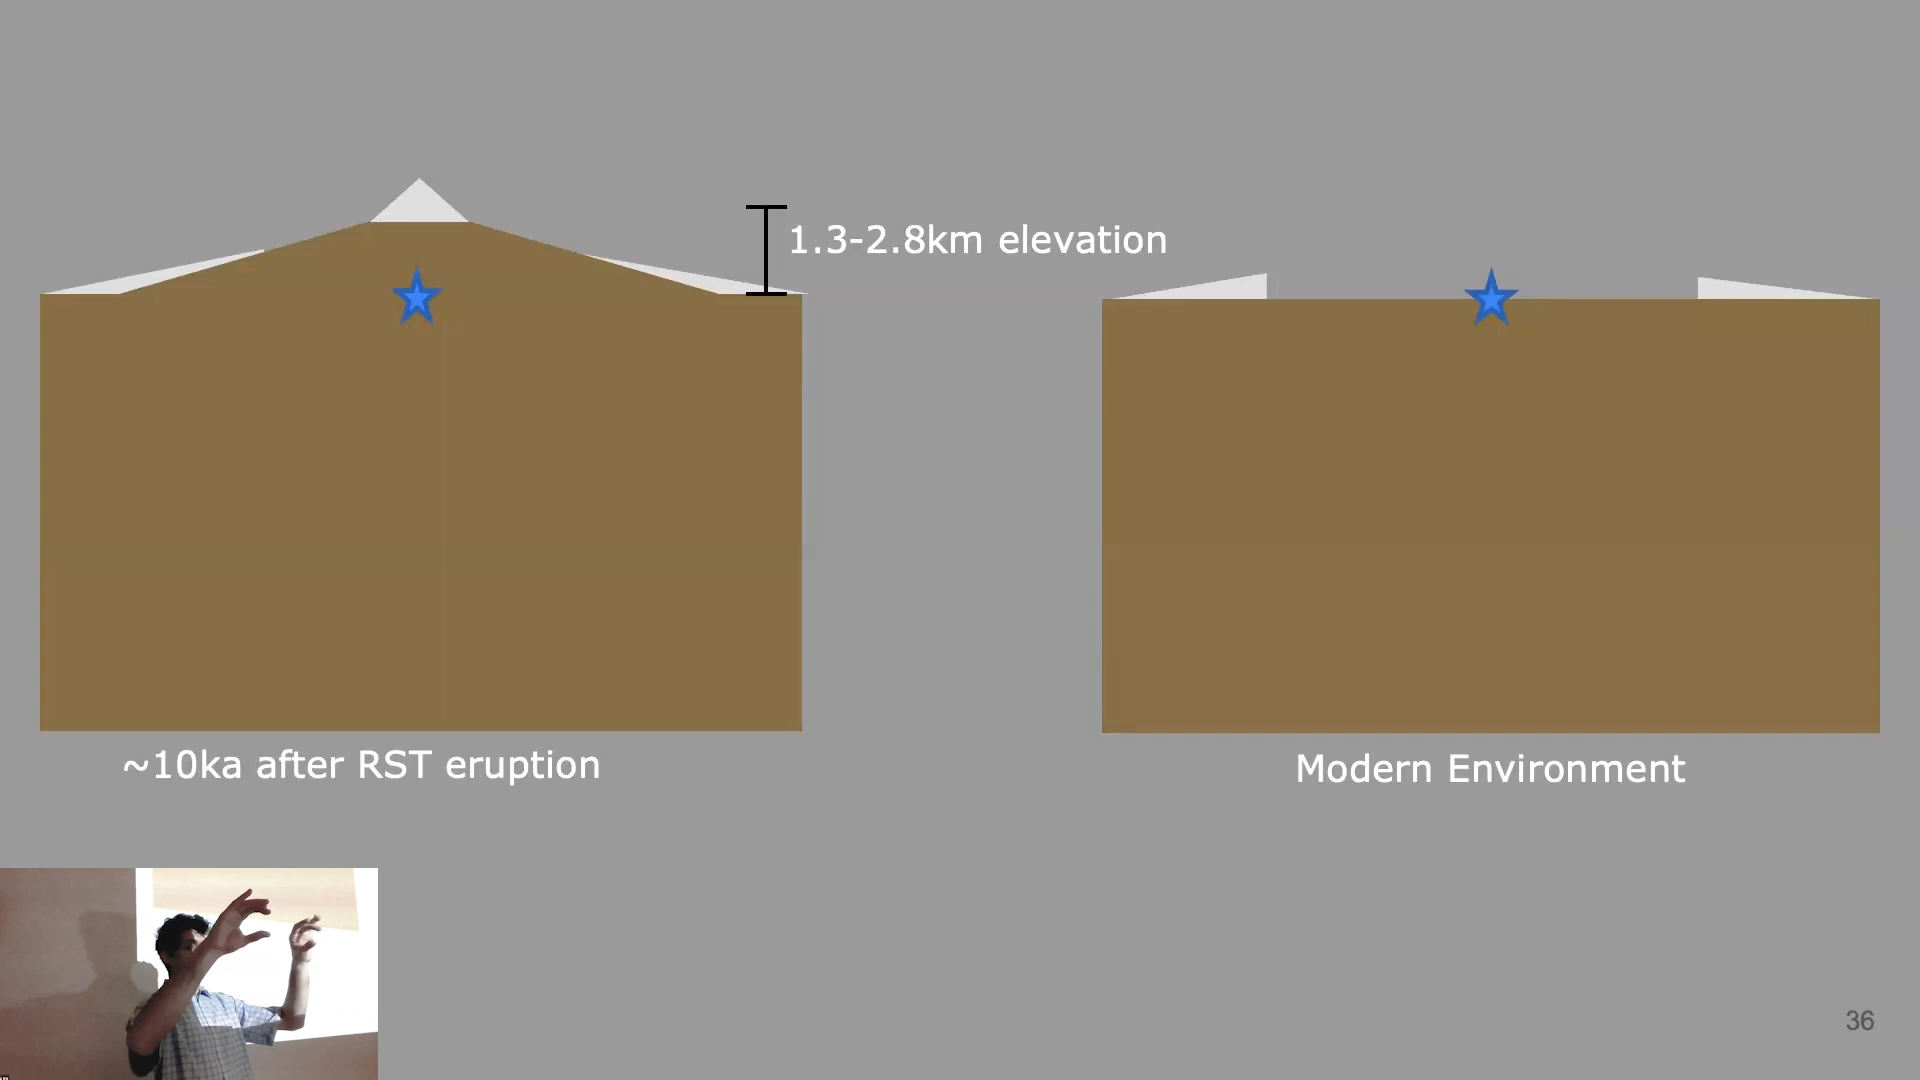 1.3-2.8km elevation
~10ka after RST eruption
Modern Environment
36